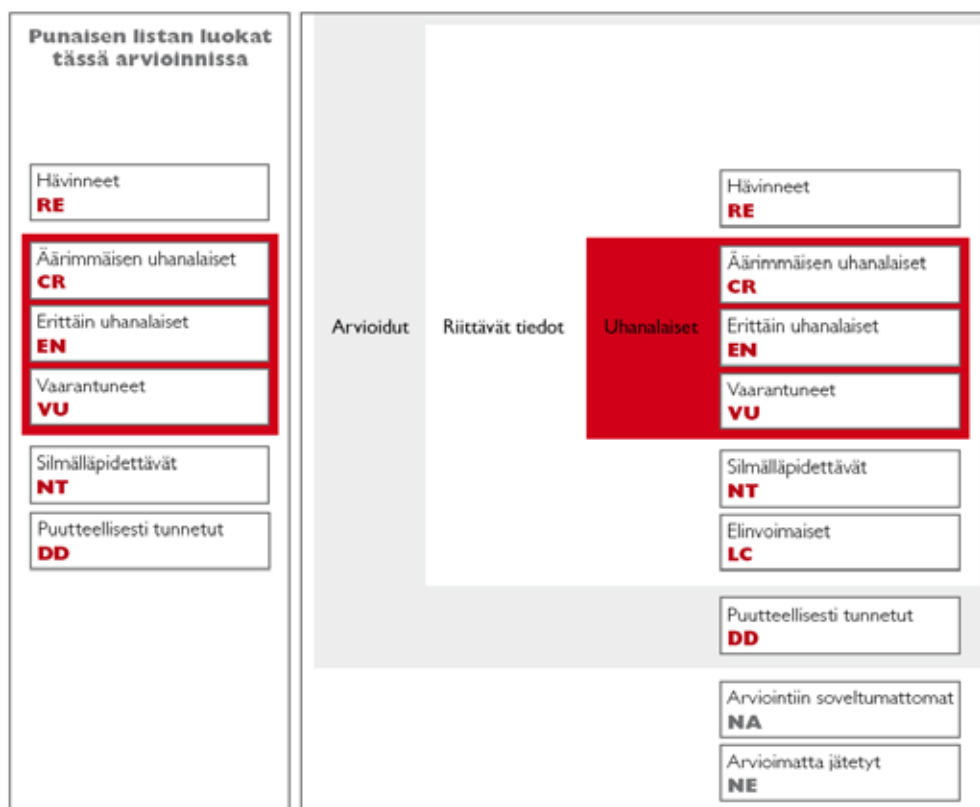 Punaisen listan luokat
tässä arvioinnissa
Hävinneet
RE
Äärimmäisen uhanalaiset
CR
Erittäin uhanalaiset
EN
Vaarantuneet
VU
Silmälläpidettävät
NT
Puutteellisesti tunnetut
DD
Arvioidut
Riittävät tiedot
Uhanalaiset
Hävinneet
RE
Äärimmäisen uhanalaiset
CR
Erittäin uhanalaiset
EN
Vaarantuneet
VU
Silmälläpidettävät
NT
Elinvoimaiset
LC
Puutteellisesti tunnetut
DD
Arviointiin soveltumattomat
NA
Arvioimatta jätetyt
NE